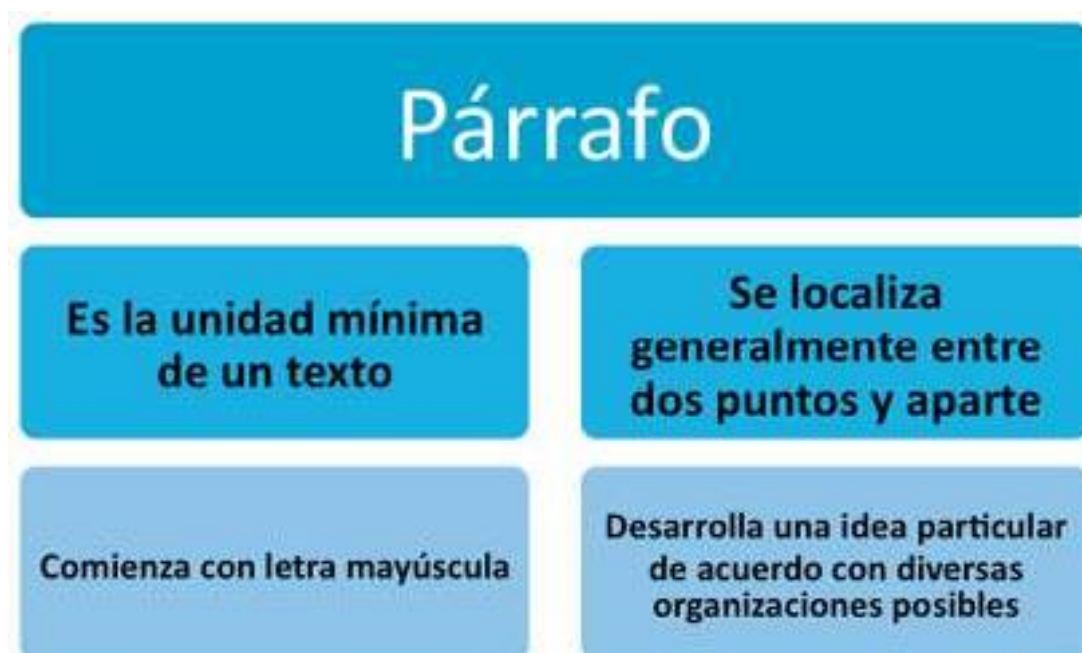 Párrafo
Es la unidad mínima
de un texto
Se localiza
generalmente entre
dos puntos y aparte
Comienza con letra mayúscula
Desarrolla una idea particular
de acuerdo con diversas
organizaciones posibles